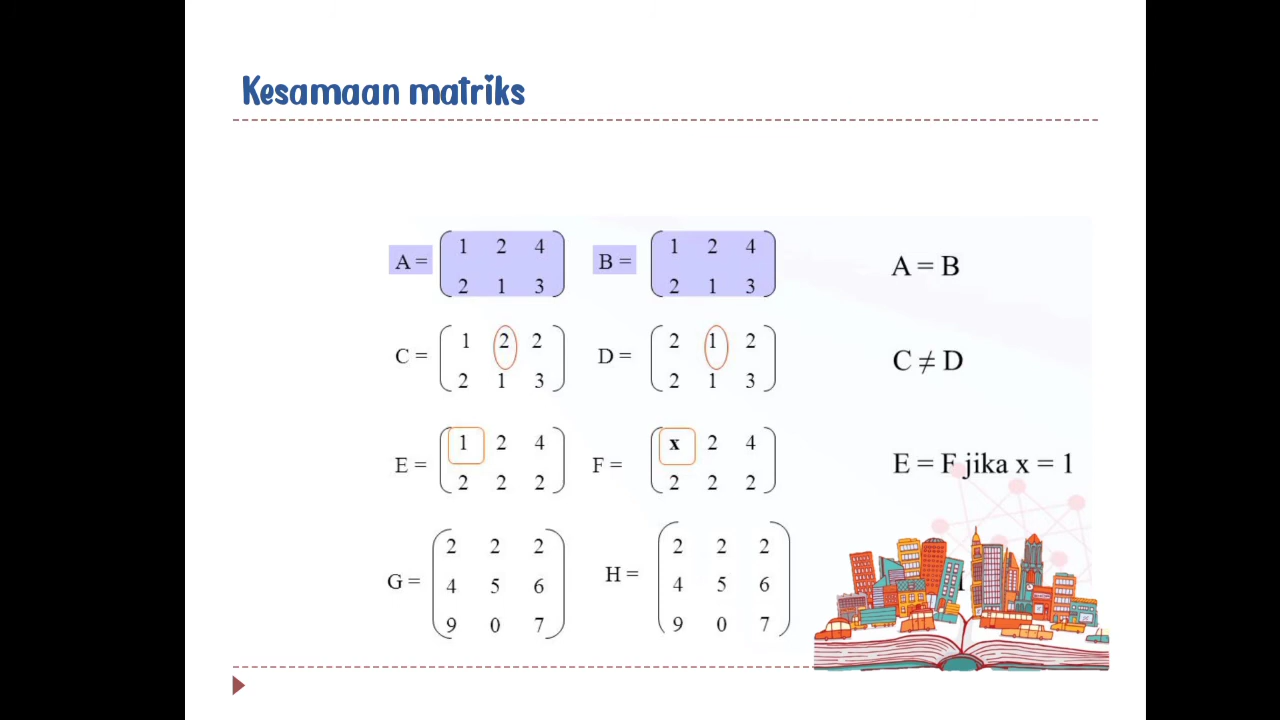 Kesamaan matriks
1 2 4 1 2 4
A = B = A = B
2 1 3 2 1 3
1 2 2 2 1 2
C = D = C ≠ D
2 1 3 2 1 3
1 2 4 x 2 4
E = F = E = F jika x = 1
2 2 2 2 2 2
2 2 2 2 2 2
G = 4 5 6 H = 4 5 6
9 0 7 9 0 7